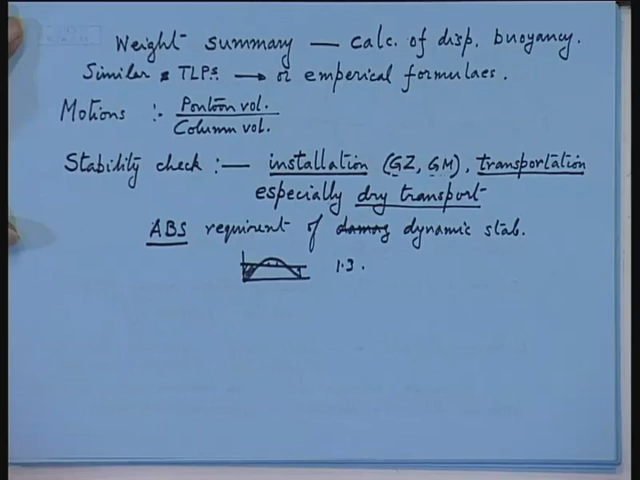 Weight summary — calc. of disp. buoyancy.
Similar TLPs. → or emperical formulaes.
Motions :- Pontoon vol.
Column vol.
Stability check :— installation (GZ, GM), transportation
especially dry transport
ABS requirent of damag dynamic stab.
1.3.